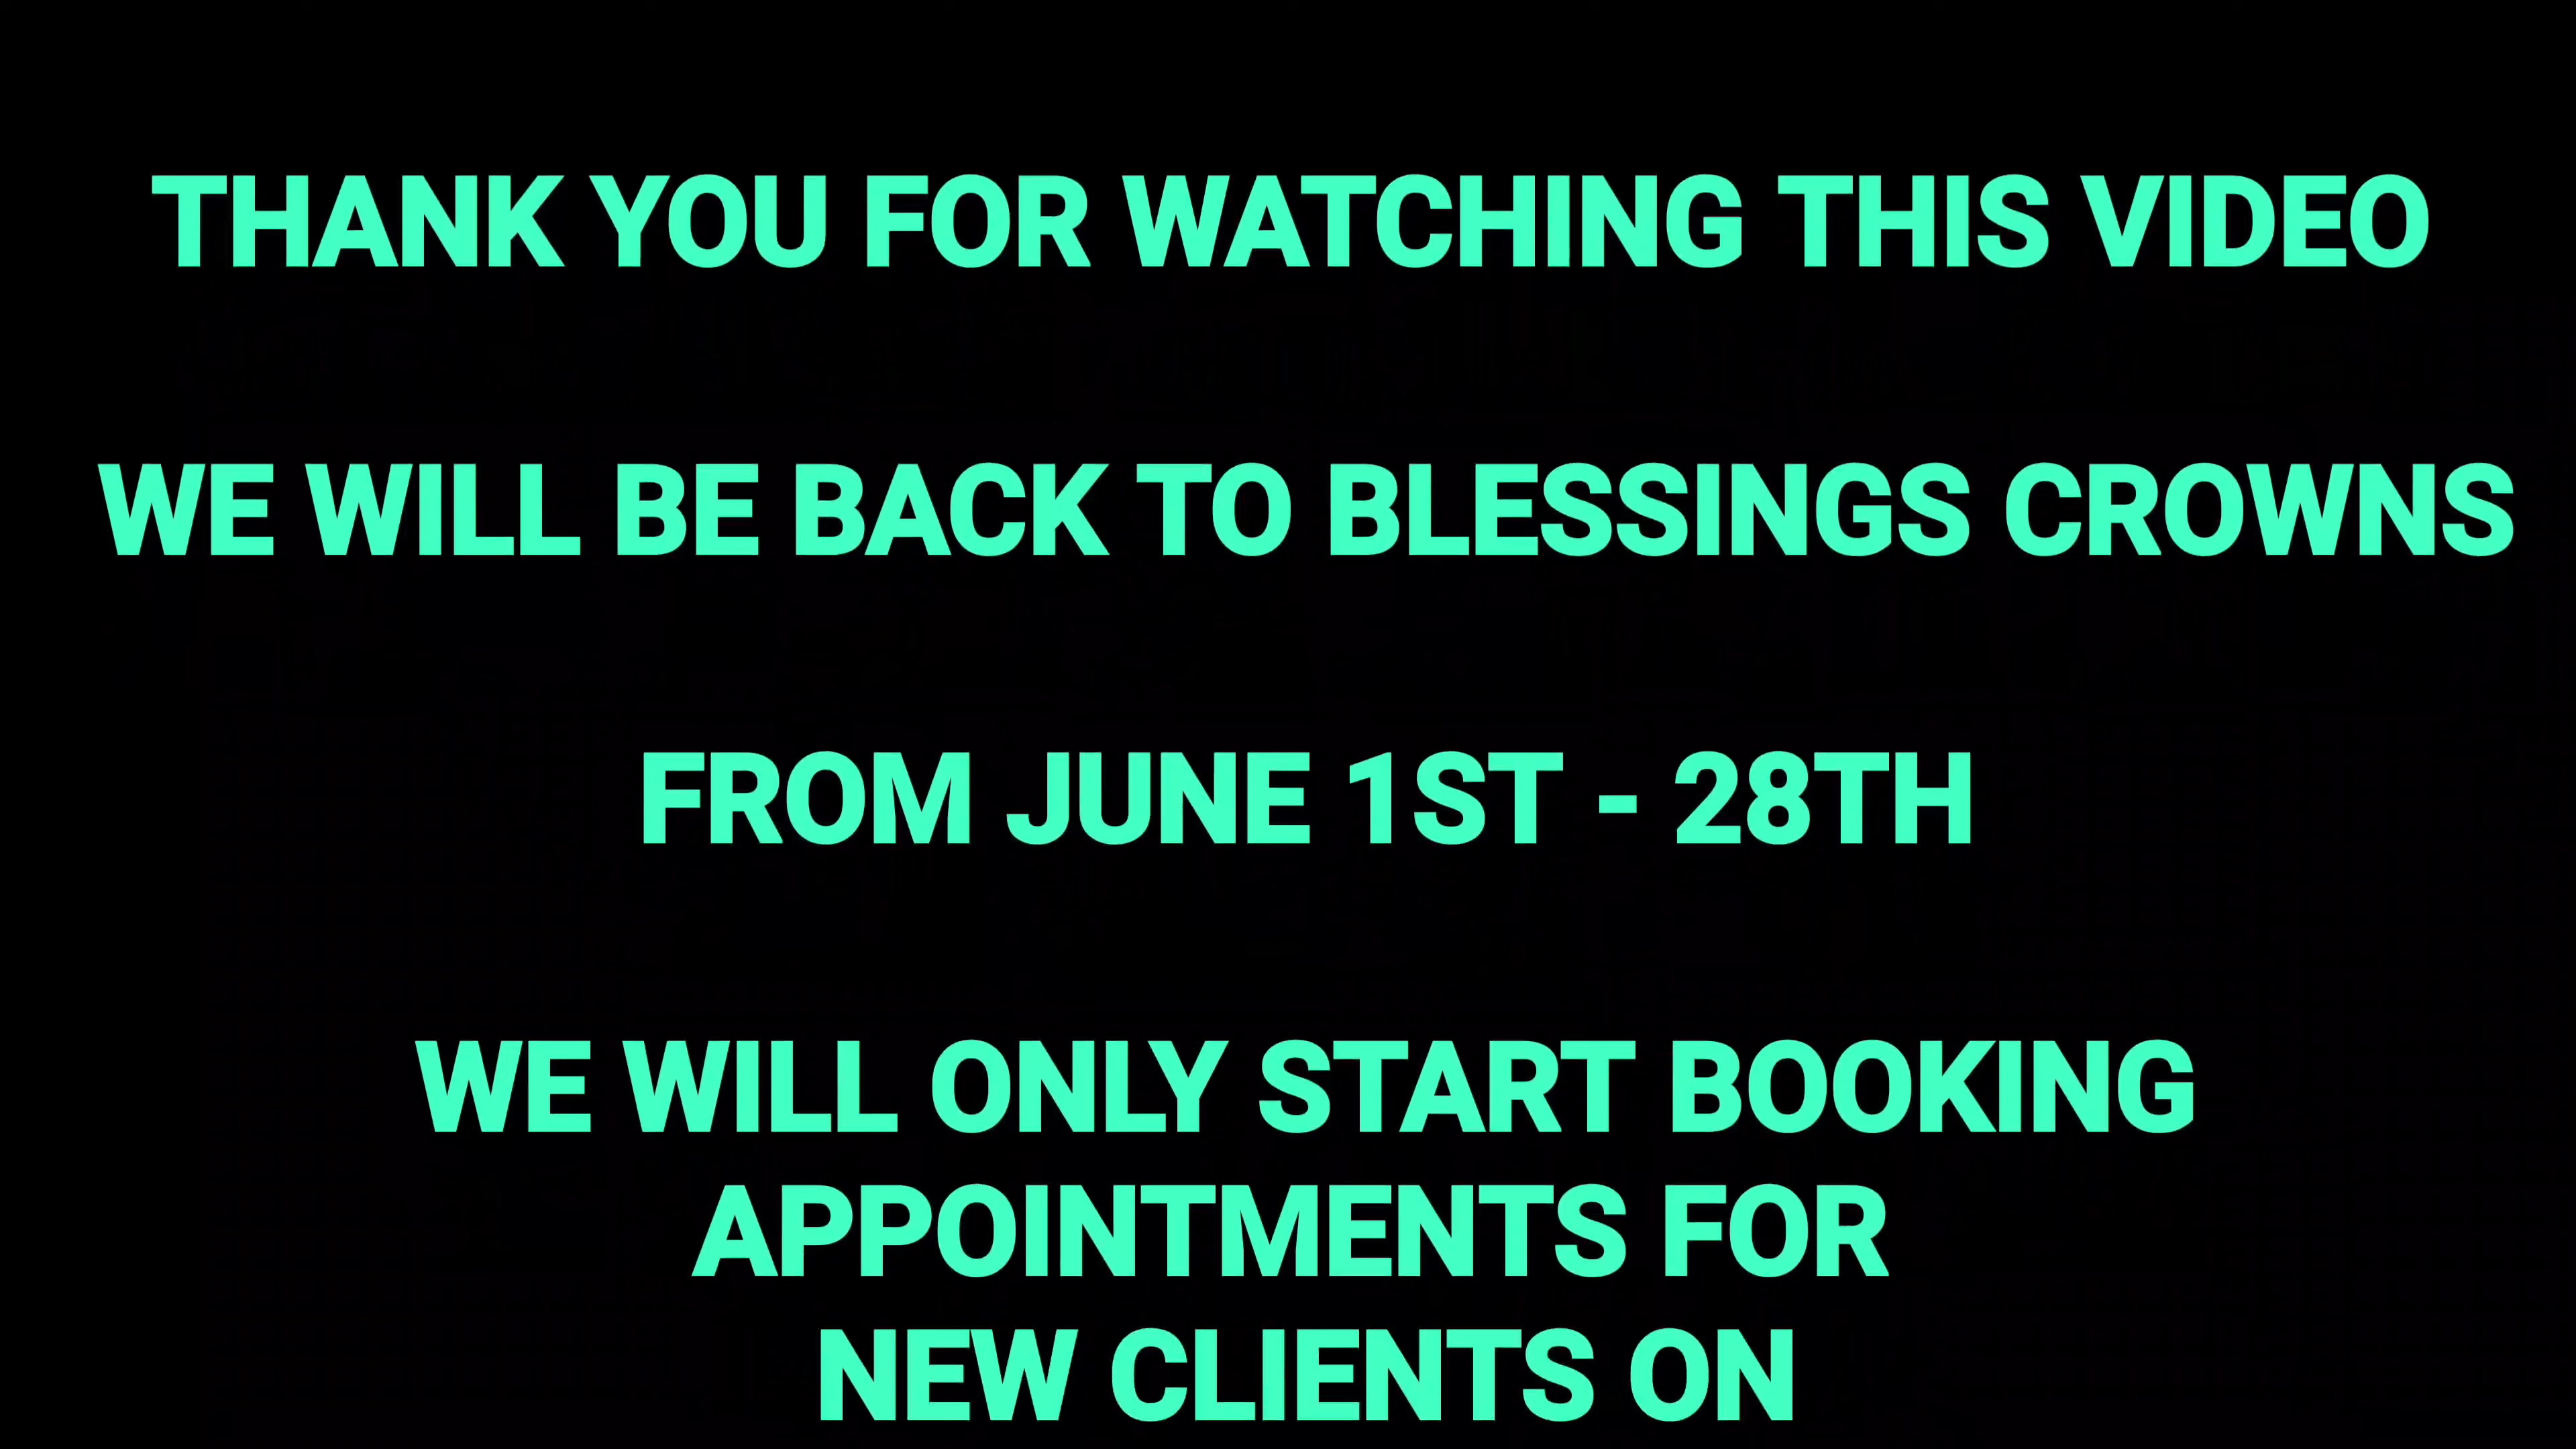 THANK YOU FOR WATCHING THIS VIDEO
WE WILL BE BACK TO BLESSINGS CROWNS
FROM JUNE 1ST - 28TH
WE WILL ONLY START BOOKING
APPOINTMENTS FOR
NEW CLIENTS ON